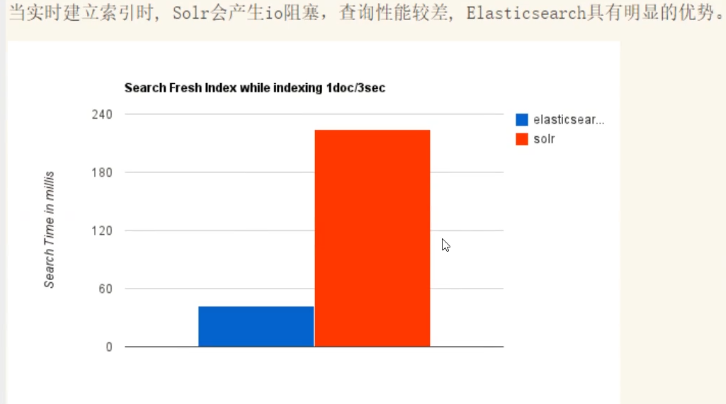 当实时建立索引时, Solr会产生io阻塞，查询性能较差, Elasticsearch具有明显的优势。
Search Fresh Index while indexing 1doc/3sec
240
180
120
60
0
Search Time in millis
elasticsear...
solr